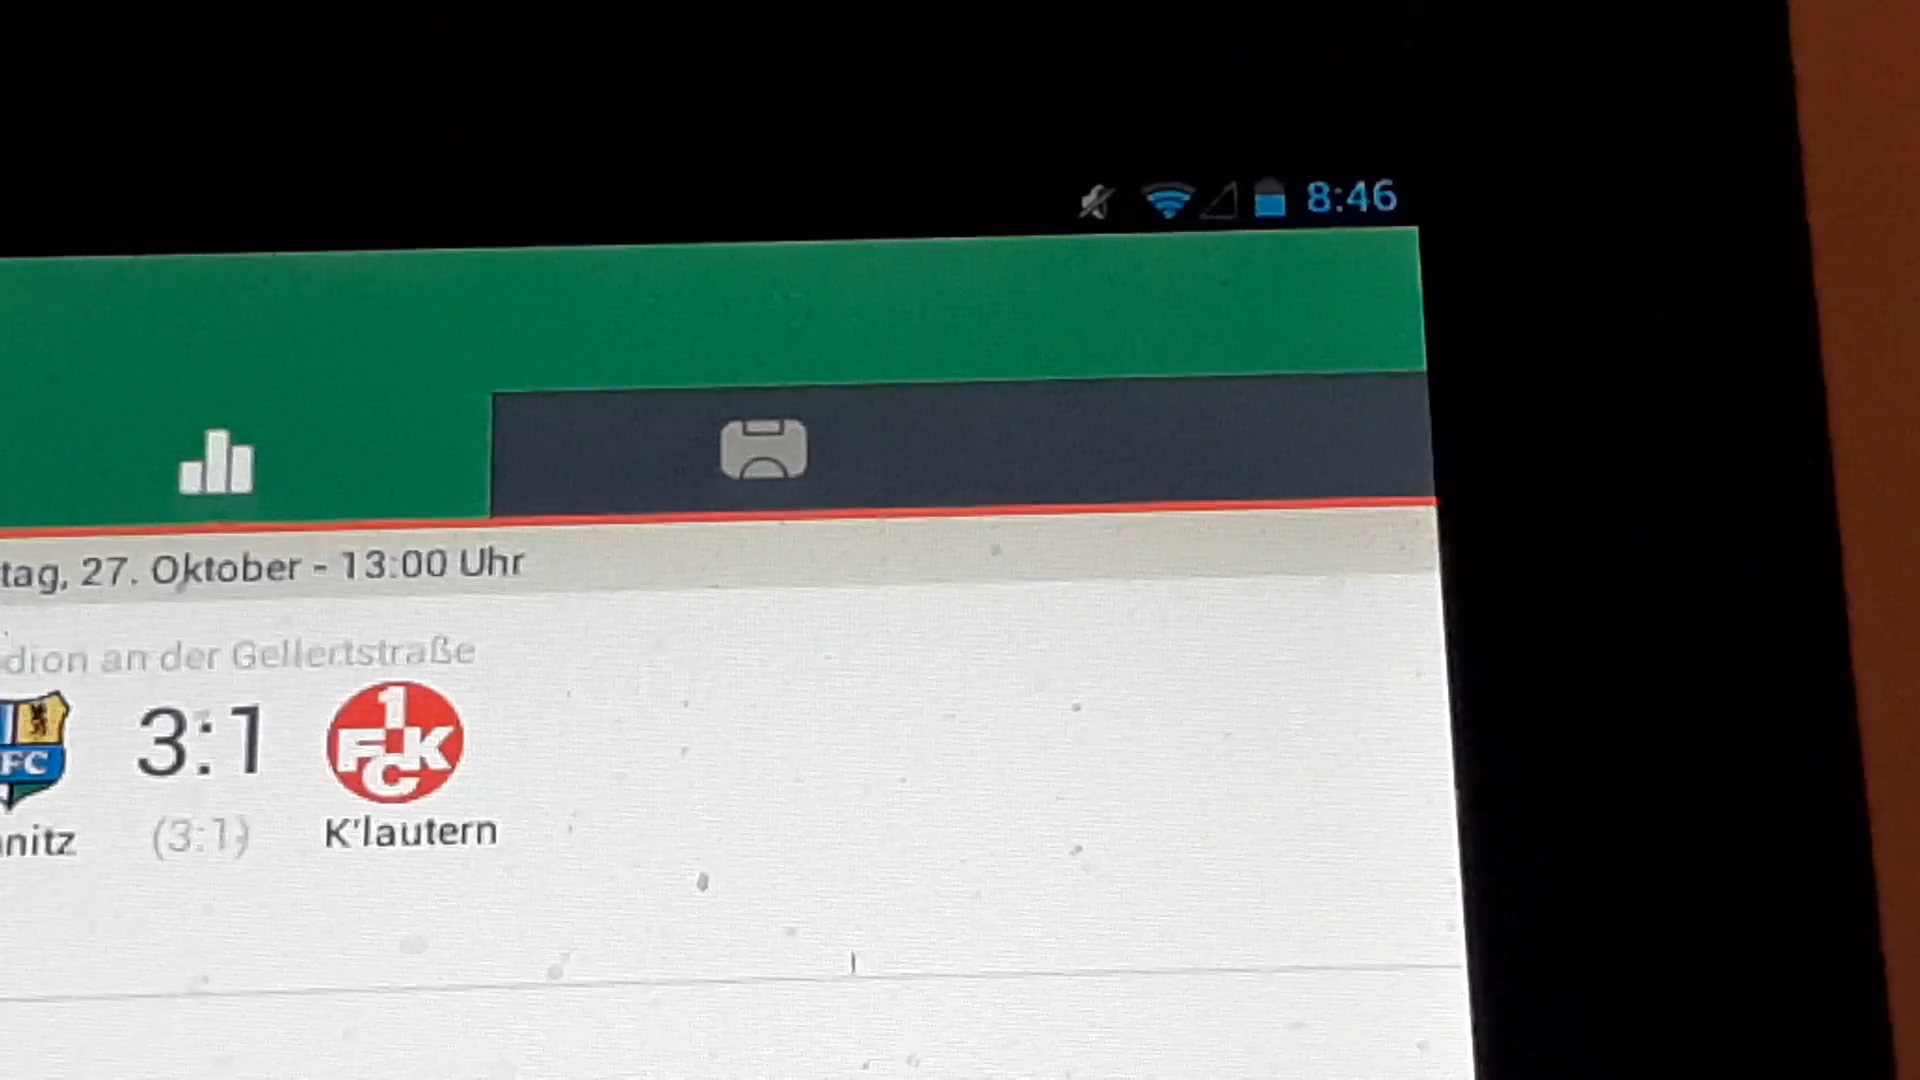 8:46
tag, 27. Oktober - 13:00 Uhr
dion an der Gellertstraße
FC
3:1
1
FCK
nitz
(3:1)
K'lautern